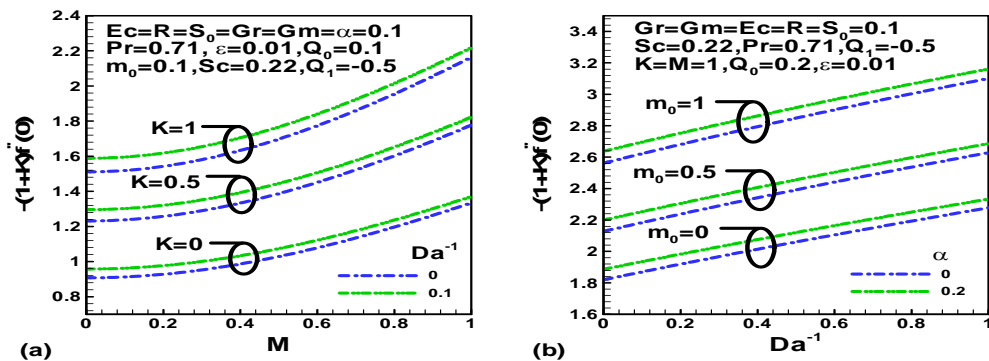 Ec=R=S₀=Gr=Gm=α=0.1
Pr=0.71, ε=0.01, Q₀=0.1
m₀=0.1,Sc=0.22,Q₁=-0.5
-(1+K)f''(0)
2.4
2.2
2
1.8
1.6
1.4
1.2
1
0.8
K=1
K=0.5
K=0
Da⁻¹
0
0.1
0 0.2 0.4 0.6 0.8 1
M
(a)
Gr=Gm=Ec=R=S₀=0.1
Sc=0.22,Pr=0.71,Q₁=-0.5
K=M=1,Q₀=0.2,ε=0.01
-(1+K)f''(0)
3.6
3.4
3.2
3
2.8
2.6
2.4
2.2
2
1.8
1.6
m₀=1
m₀=0.5
m₀=0
α
0
0.2
0 0.2 0.4 0.6 0.8 1
Da⁻¹
(b)